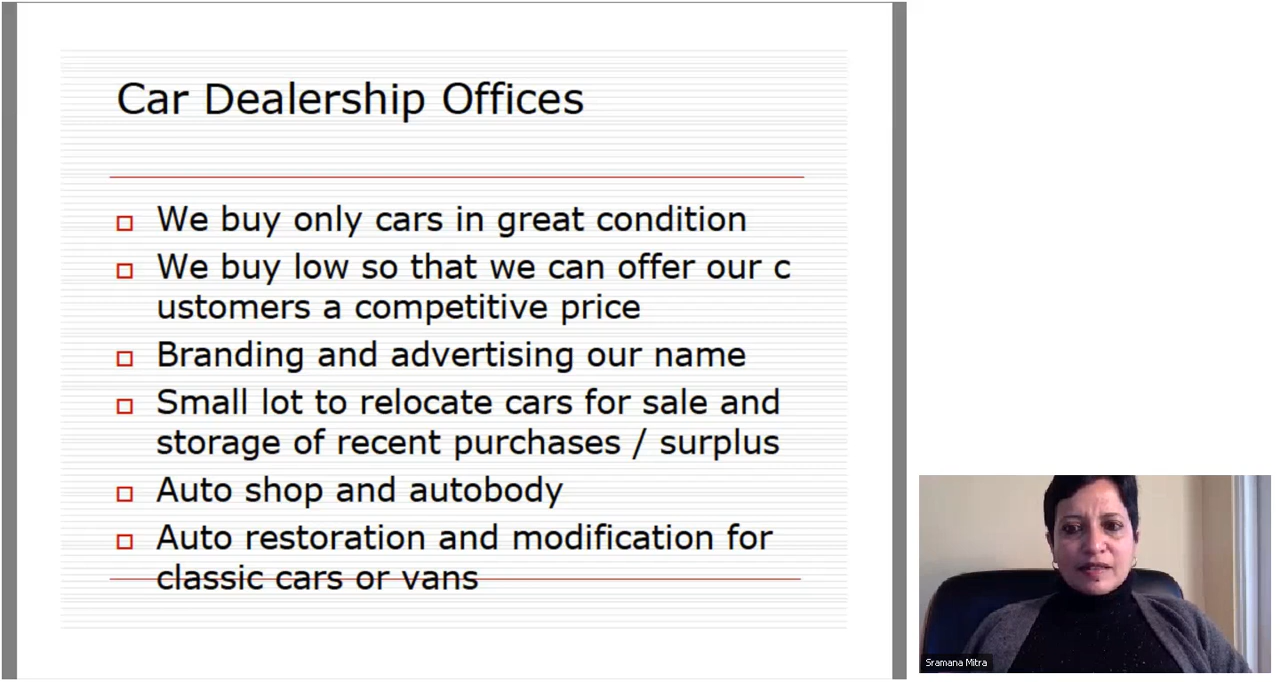 Car Dealership Offices
We buy only cars in great condition
We buy low so that we can offer our c
ustomers a competitive price
Branding and advertising our name
Small lot to relocate cars for sale and
storage of recent purchases / surplus
Auto shop and autobody
Auto restoration and modification for
classic cars or vans
Sramana Mitra